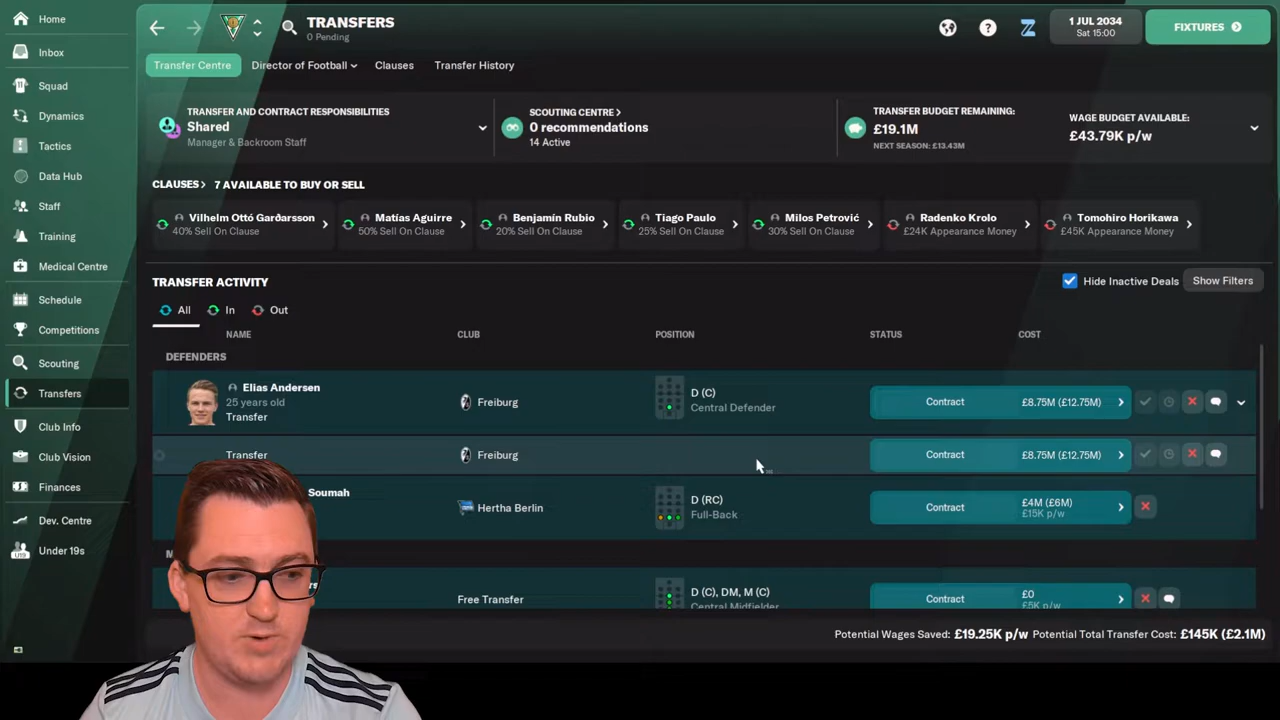 Home
Inbox
Squad
Dynamics
Tactics
Data Hub
Staff
Training
Medical Centre
Schedule
Competitions
Scouting
Transfers
Club Info
Club Vision
Finances
Dev. Centre
Under 19s
TRANSFERS
0 Pending
1 JUL 2034
Sat 15:00
FIXTURES
Transfer Centre
Director of Football
Clauses
Transfer History
TRANSFER AND CONTRACT RESPONSIBILITIES
Shared
Manager & Backroom Staff
SCOUTING CENTRE
0 recommendations
14 Active
TRANSFER BUDGET REMAINING:
£19.1M
NEXT SEASON: £13.43M
WAGE BUDGET AVAILABLE:
£43.79K p/w
CLAUSES 7 AVAILABLE TO BUY OR SELL
Vilhelm Ottó Garðarsson
40% Sell On Clause
Matías Aguirre
50% Sell On Clause
Benjamín Rubio
20% Sell On Clause
Tiago Paulo
25% Sell On Clause
Milos Petrović
30% Sell On Clause
Radenko Krolo
£24K Appearance Money
Tomohiro Horikawa
£45K Appearance Money
TRANSFER ACTIVITY
Hide Inactive Deals
Show Filters
All In Out
NAME CLUB POSITION STATUS COST
DEFENDERS
Elias Andersen
25 years old
Transfer
Freiburg
D (C)
Central Defender
Contract
£8.75M (£12.75M)
Transfer
Freiburg
Contract
£8.75M (£12.75M)
Soumah
Hertha Berlin
D (RC)
Full-Back
Contract
£4M (£6M)
£15K p/w
M
Free Transfer
D (C), DM, M (C)
Central Midfielder
Contract
£0
£5K p/w
Potential Wages Saved: £19.25K p/w Potential Total Transfer Cost: £145K (£2.1M)